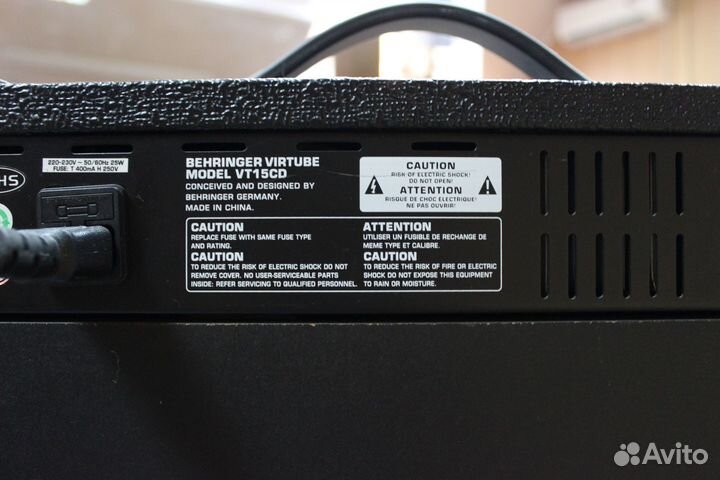 SHS
220-230V ~ 50/60Hz 25W
FUSE: T 400mA H 250V
BEHRINGER VIRTUBE
MODEL VT15CD
CONCEIVED AND DESIGNED BY
BEHRINGER GERMANY.
MADE IN CHINA.
CAUTION
RISK OF ELECTRIC SHOCK!
DO NOT OPEN!
ATTENTION
RISQUE DE CHOC ELECTRIQUE!
NE PAS OUVRIR!
CAUTION
REPLACE FUSE WITH SAME FUSE TYPE
AND RATING.
CAUTION
TO REDUCE THE RISK OF ELECTRIC SHOCK DO NOT
REMOVE COVER. NO USER-SERVICEABLE PARTS
INSIDE: REFER SERVICING TO QUALIFIED PERSONNEL.
ATTENTION
UTILISER UN FUSIBLE DE RECHANGE DE
MEME TYPE ET CALIBRE.
CAUTION
TO REDUCE THE RISK OF FIRE OR ELECTRIC
SHOCK DO NOT EXPOSE THIS EQUIPMENT
TO RAIN OR MOISTURE.
Avito